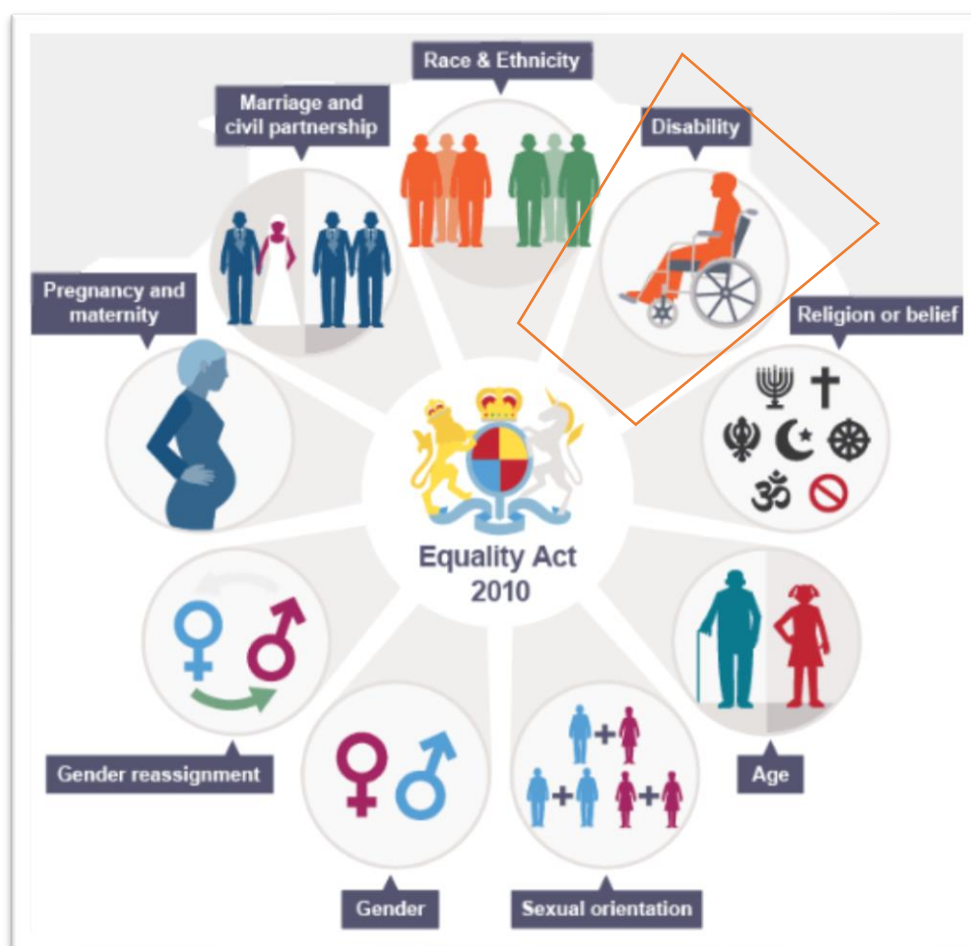 Race & Ethnicity
Marriage and
civil partnership
Disability
Pregnancy and
maternity
Religion or belief
Equality Act
2010
Gender reassignment
Age
Gender
Sexual orientation